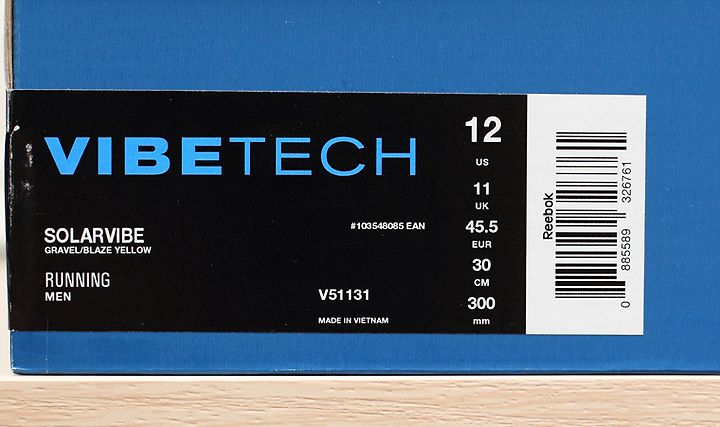 VIBETECH
SOLARVIBE
GRAVEL/BLAZE YELLOW
RUNNING
MEN
#103548085 EAN
V51131
MADE IN VIETNAM
12
US
11
UK
45.5
EUR
30
CM
300
mm
Reebok
0 885589 326761